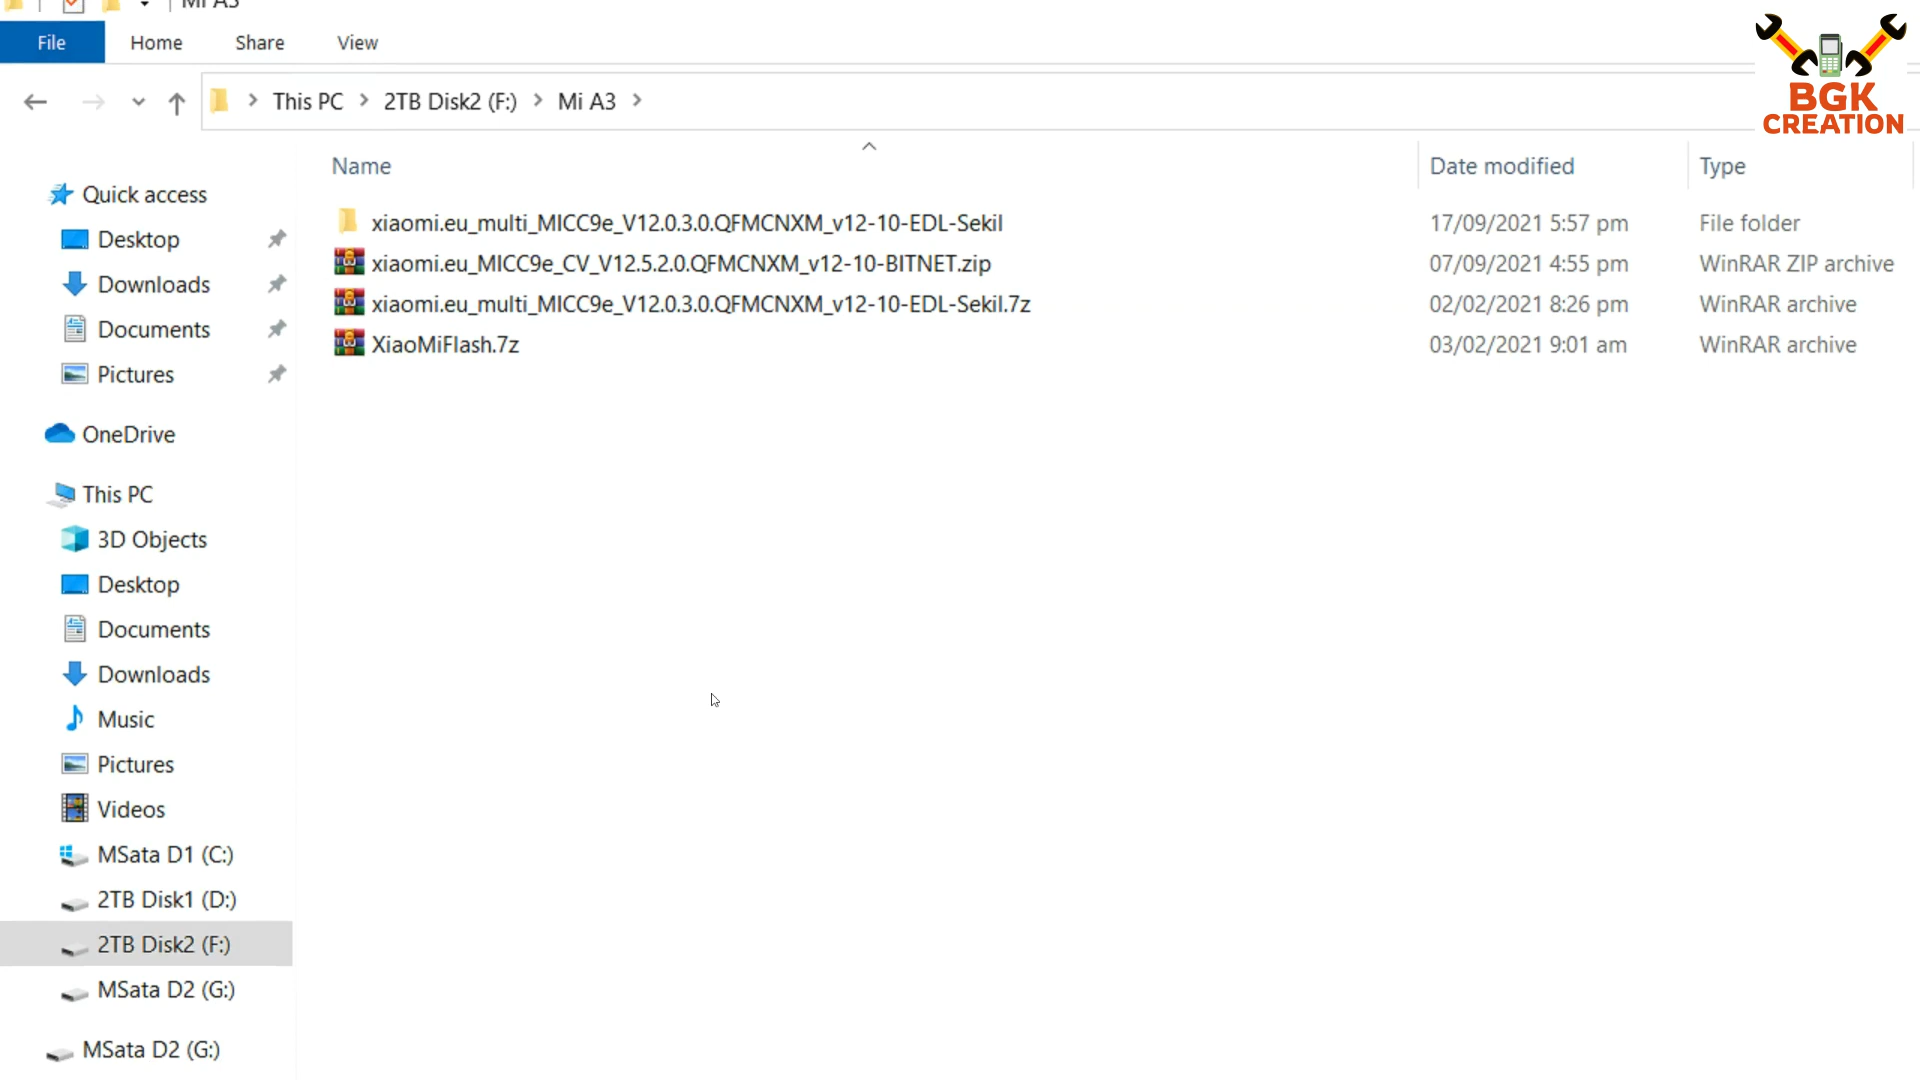 Mi A3
File Home Share View
This PC 2TB Disk2 (F:) Mi A3
BGK
CREATION
Name Date modified Type
xiaomi.eu_multi_MICC9e_V12.0.3.0.QFMCNXM_v12-10-EDL-Sekil 17/09/2021 5:57 pm File folder
xiaomi.eu_MICC9e_CV_V12.5.2.0.QFMCNXM_v12-10-BITNET.zip 07/09/2021 4:55 pm WinRAR ZIP archive
xiaomi.eu_multi_MICC9e_V12.0.3.0.QFMCNXM_v12-10-EDL-Sekil.7z 02/02/2021 8:26 pm WinRAR archive
XiaoMiFlash.7z 03/02/2021 9:01 am WinRAR archive
Quick access
Desktop
Downloads
Documents
Pictures
OneDrive
This PC
3D Objects
Desktop
Documents
Downloads
Music
Pictures
Videos
MSata D1 (C:)
2TB Disk1 (D:)
2TB Disk2 (F:)
MSata D2 (G:)
MSata D2 (G:)